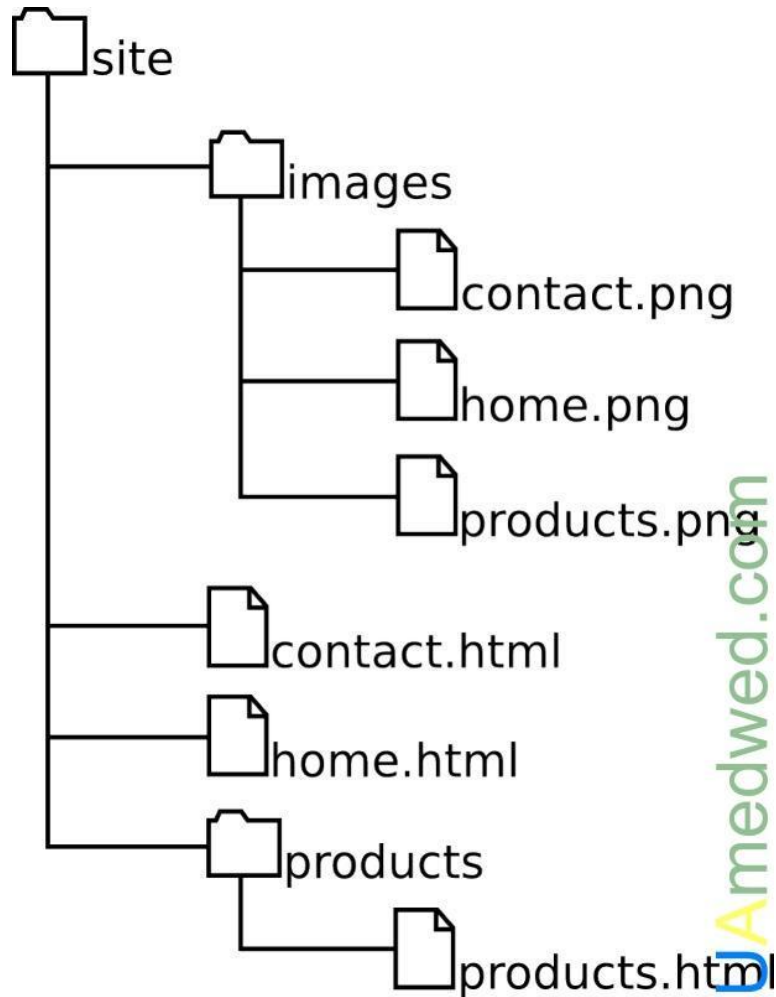 site
images
contact.png
home.png
products.png
contact.html
home.html
products
products.html
UAmedwed.com